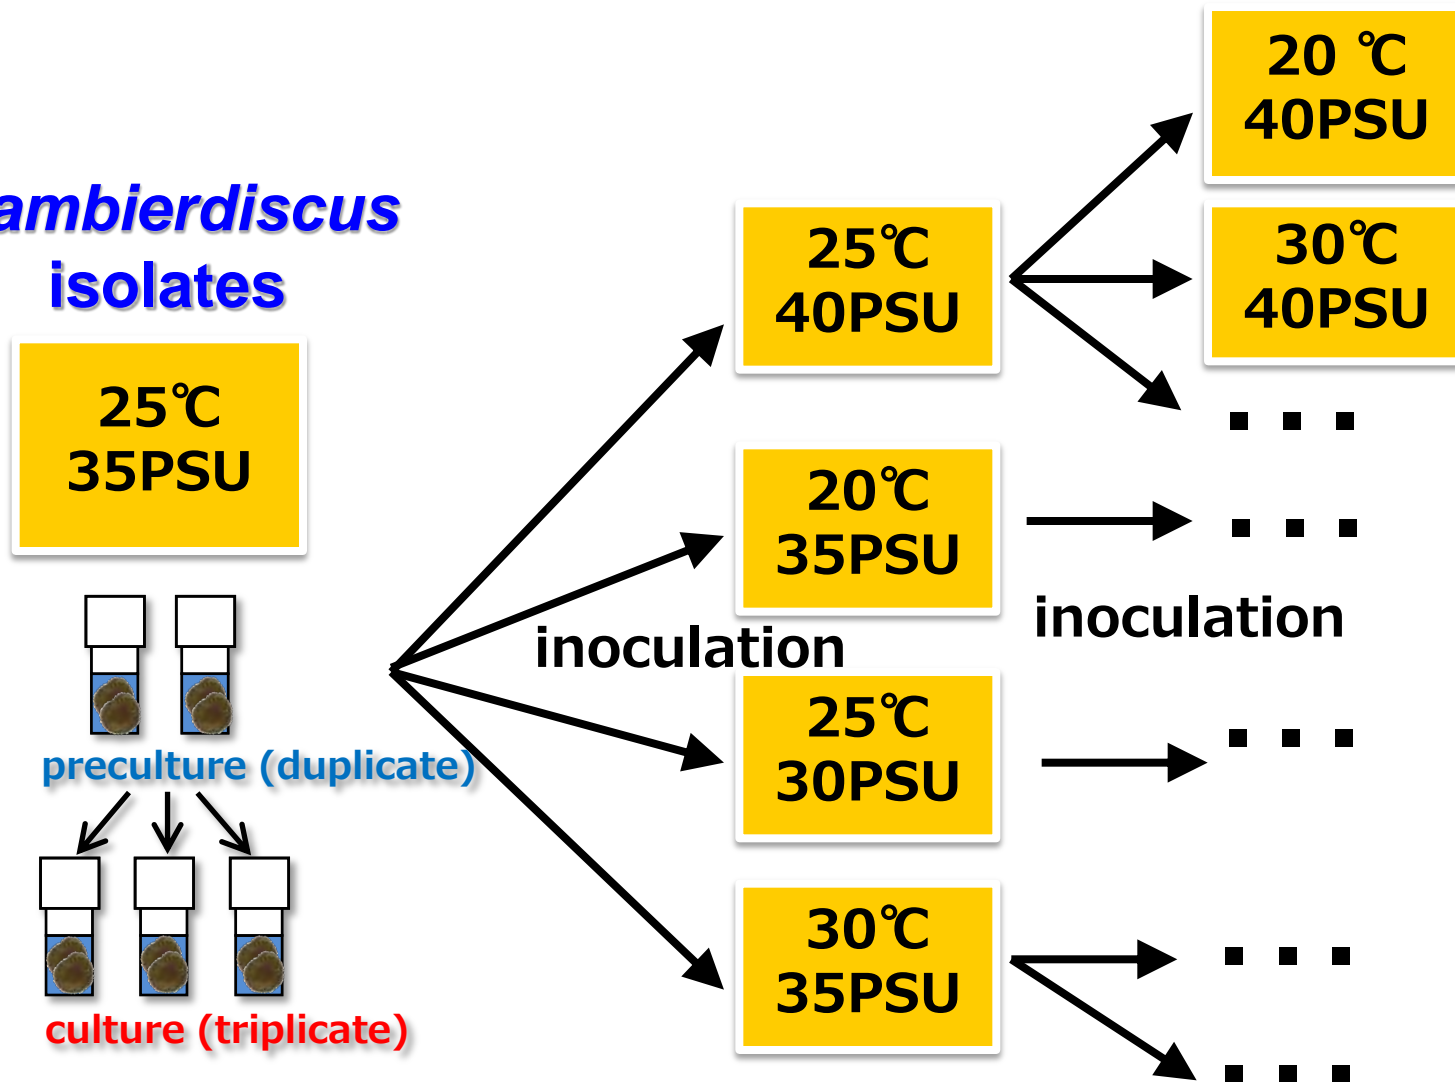 ambierdiscus
isolates
25℃
35PSU
preculture (duplicate)
culture (triplicate)
inoculation
25℃
40PSU
20℃
35PSU
25℃
30PSU
30℃
35PSU
inoculation
20 ℃
40PSU
30℃
40PSU